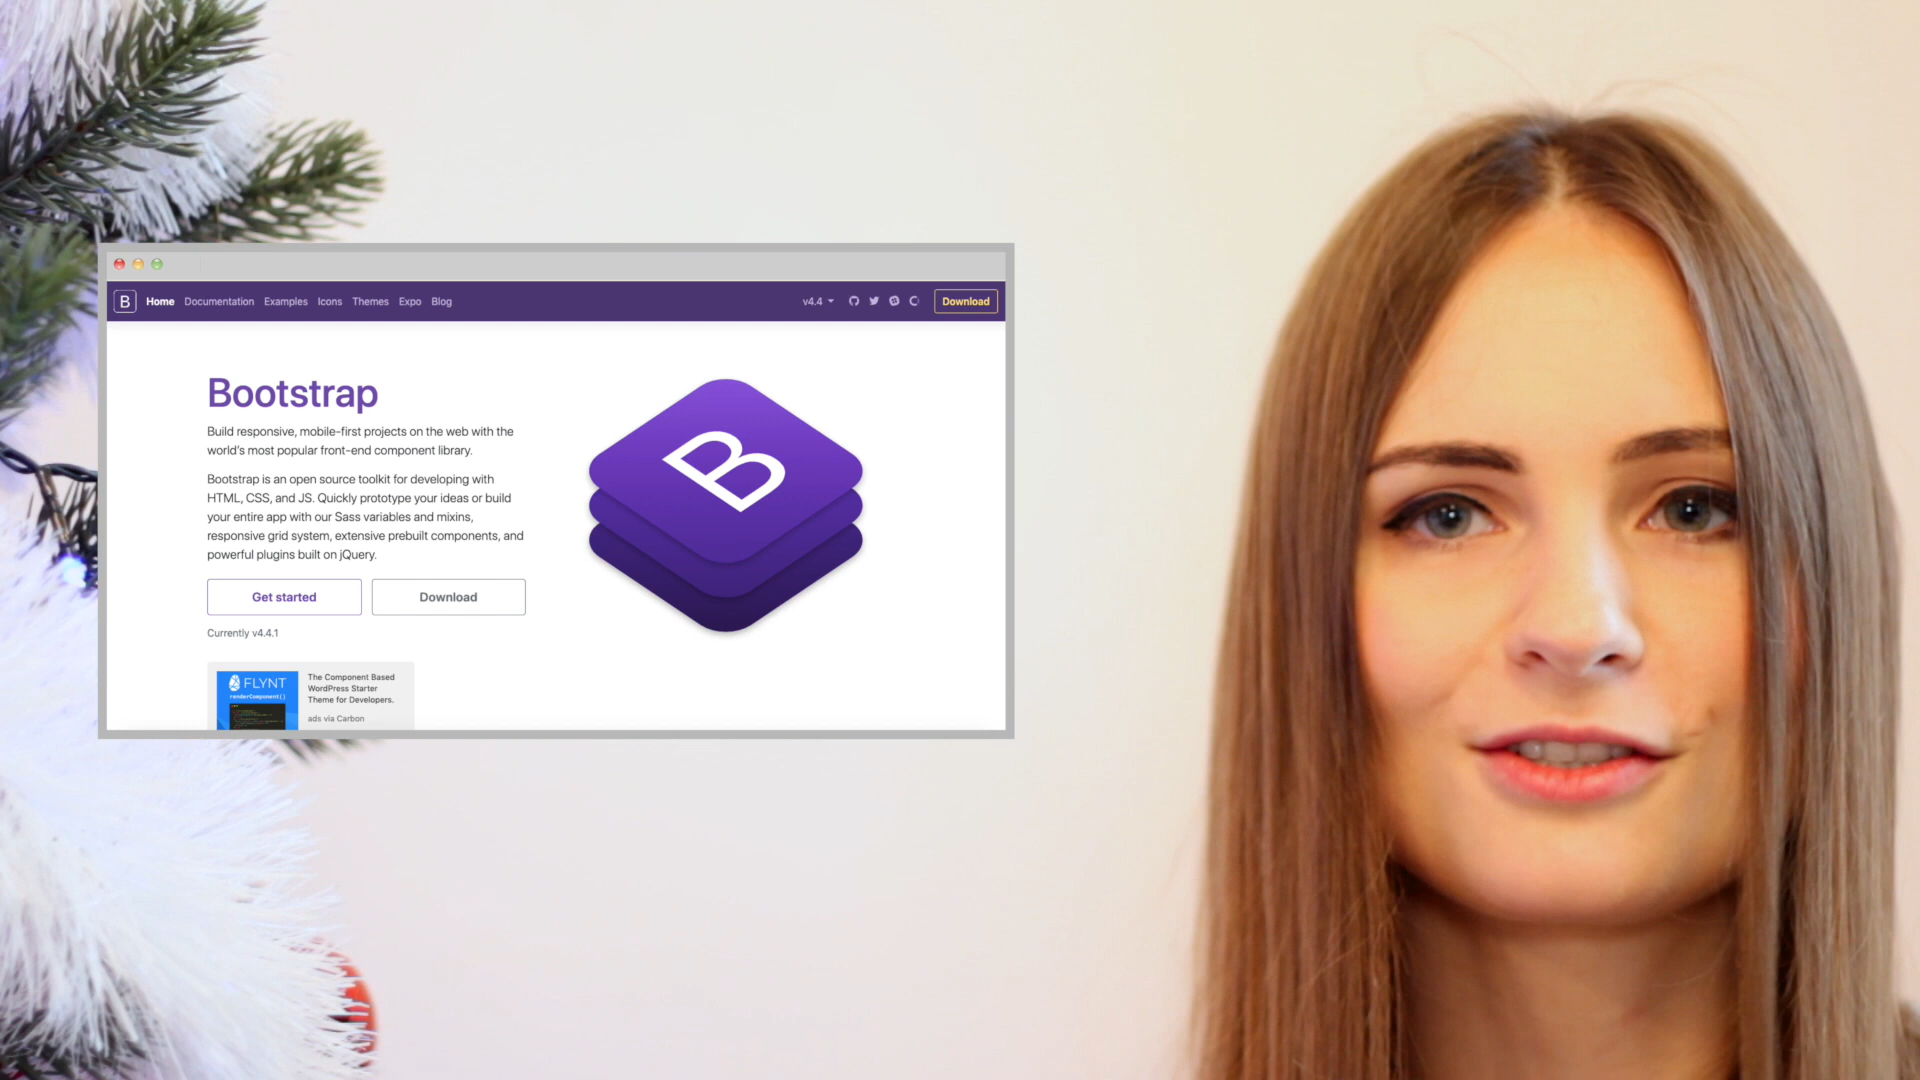 B Home Documentation Examples Icons Themes Expo Blog v4.4 Download
Bootstrap
Build responsive, mobile-first projects on the web with the
world's most popular front-end component library.
Bootstrap is an open source toolkit for developing with
HTML, CSS, and JS. Quickly prototype your ideas or build
your entire app with our Sass variables and mixins,
responsive grid system, extensive prebuilt components, and
powerful plugins built on jQuery.
Get started Download
Currently v4.4.1
B
FLYNT
renderComponent()
The Component Based
WordPress Starter
Theme for Developers.
ads via Carbon